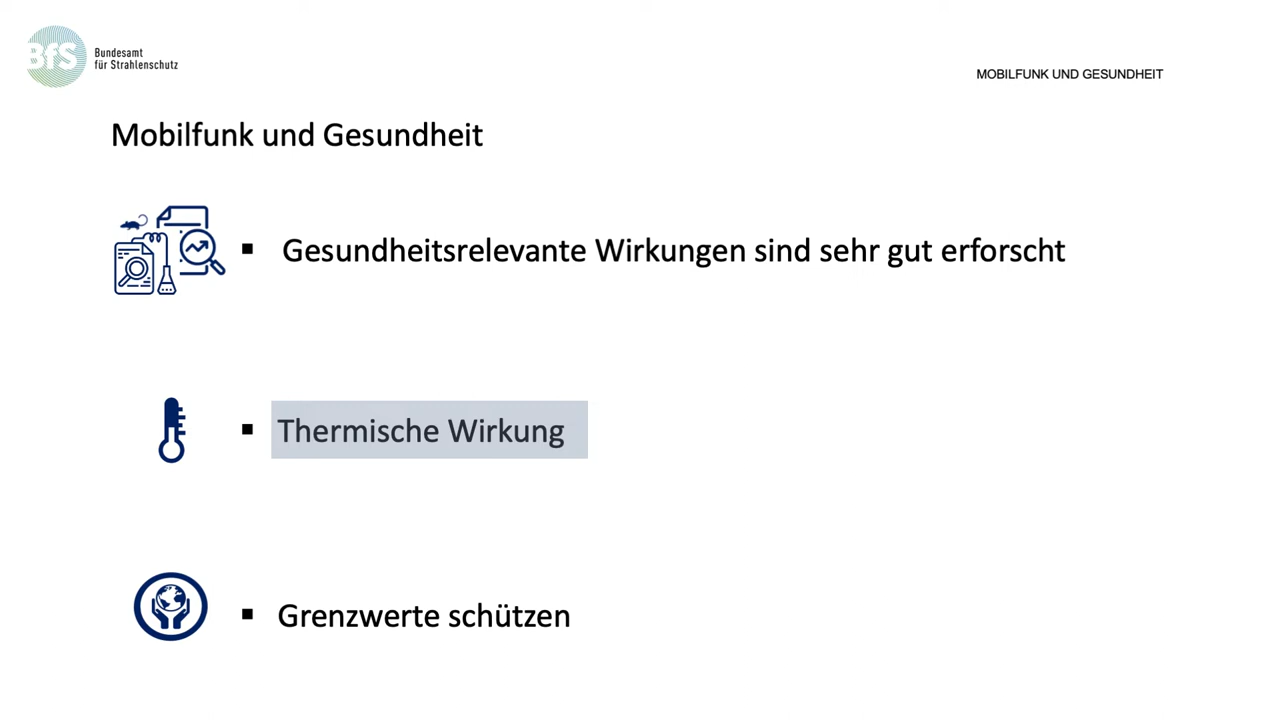 BfS
Bundesamt
für Strahlenschutz
MOBILFUNK UND GESUNDHEIT
Mobilfunk und Gesundheit
▪ Gesundheitsrelevante Wirkungen sind sehr gut erforscht
▪ Thermische Wirkung
▪ Grenzwerte schützen